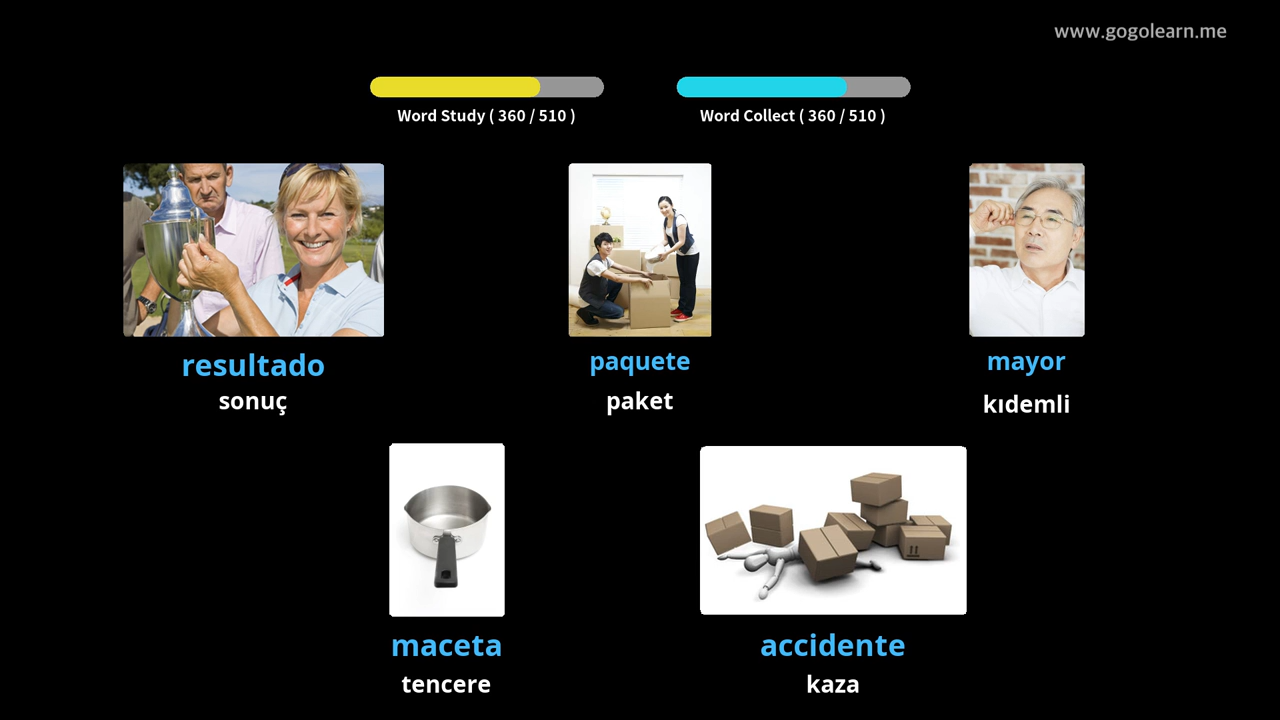 www.gogolearn.me
Word Study ( 360 / 510 )
Word Collect ( 360 / 510 )
resultado
sonuç
paquete
paket
mayor
kıdemli
maceta
tencere
accidente
kaza